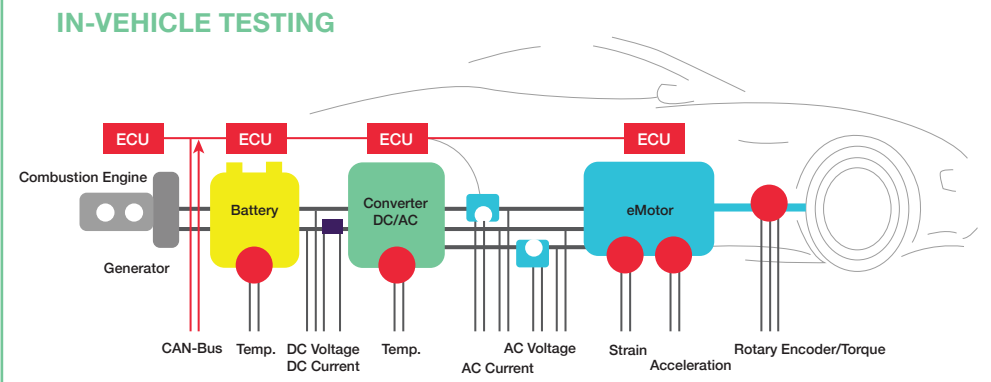 IN-VEHICLE TESTING
ECU
ECU
ECU
ECU
Combustion Engine
Battery
Converter
DC/AC
eMotor
Generator
CAN-Bus
Temp.
DC Voltage
DC Current
Temp.
AC Voltage
AC Current
Strain
Acceleration
Rotary Encoder/Torque